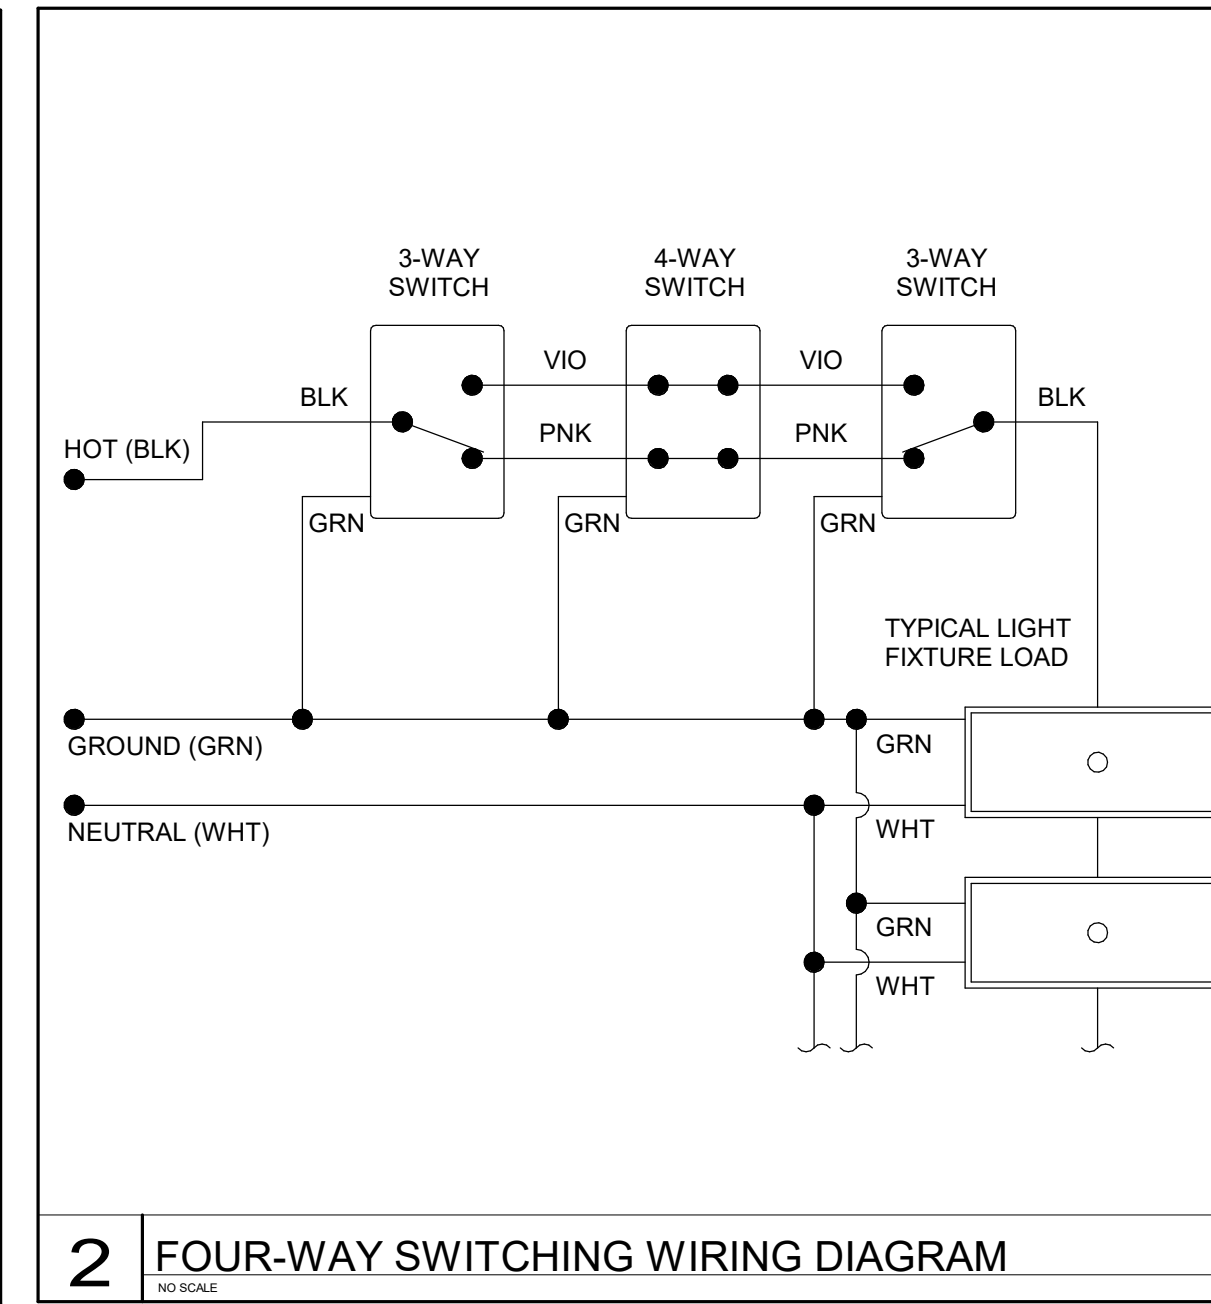 3-WAY
SWITCH
4-WAY
SWITCH
3-WAY
SWITCH
VIO
VIO
BLK
BLK
PNK
PNK
HOT (BLK)
GRN
GRN
GRN
TYPICAL LIGHT
FIXTURE LOAD
GROUND (GRN)
GRN
NEUTRAL (WHT)
WHT
GRN
WHT
2
FOUR-WAY SWITCHING WIRING DIAGRAM
NO SCALE